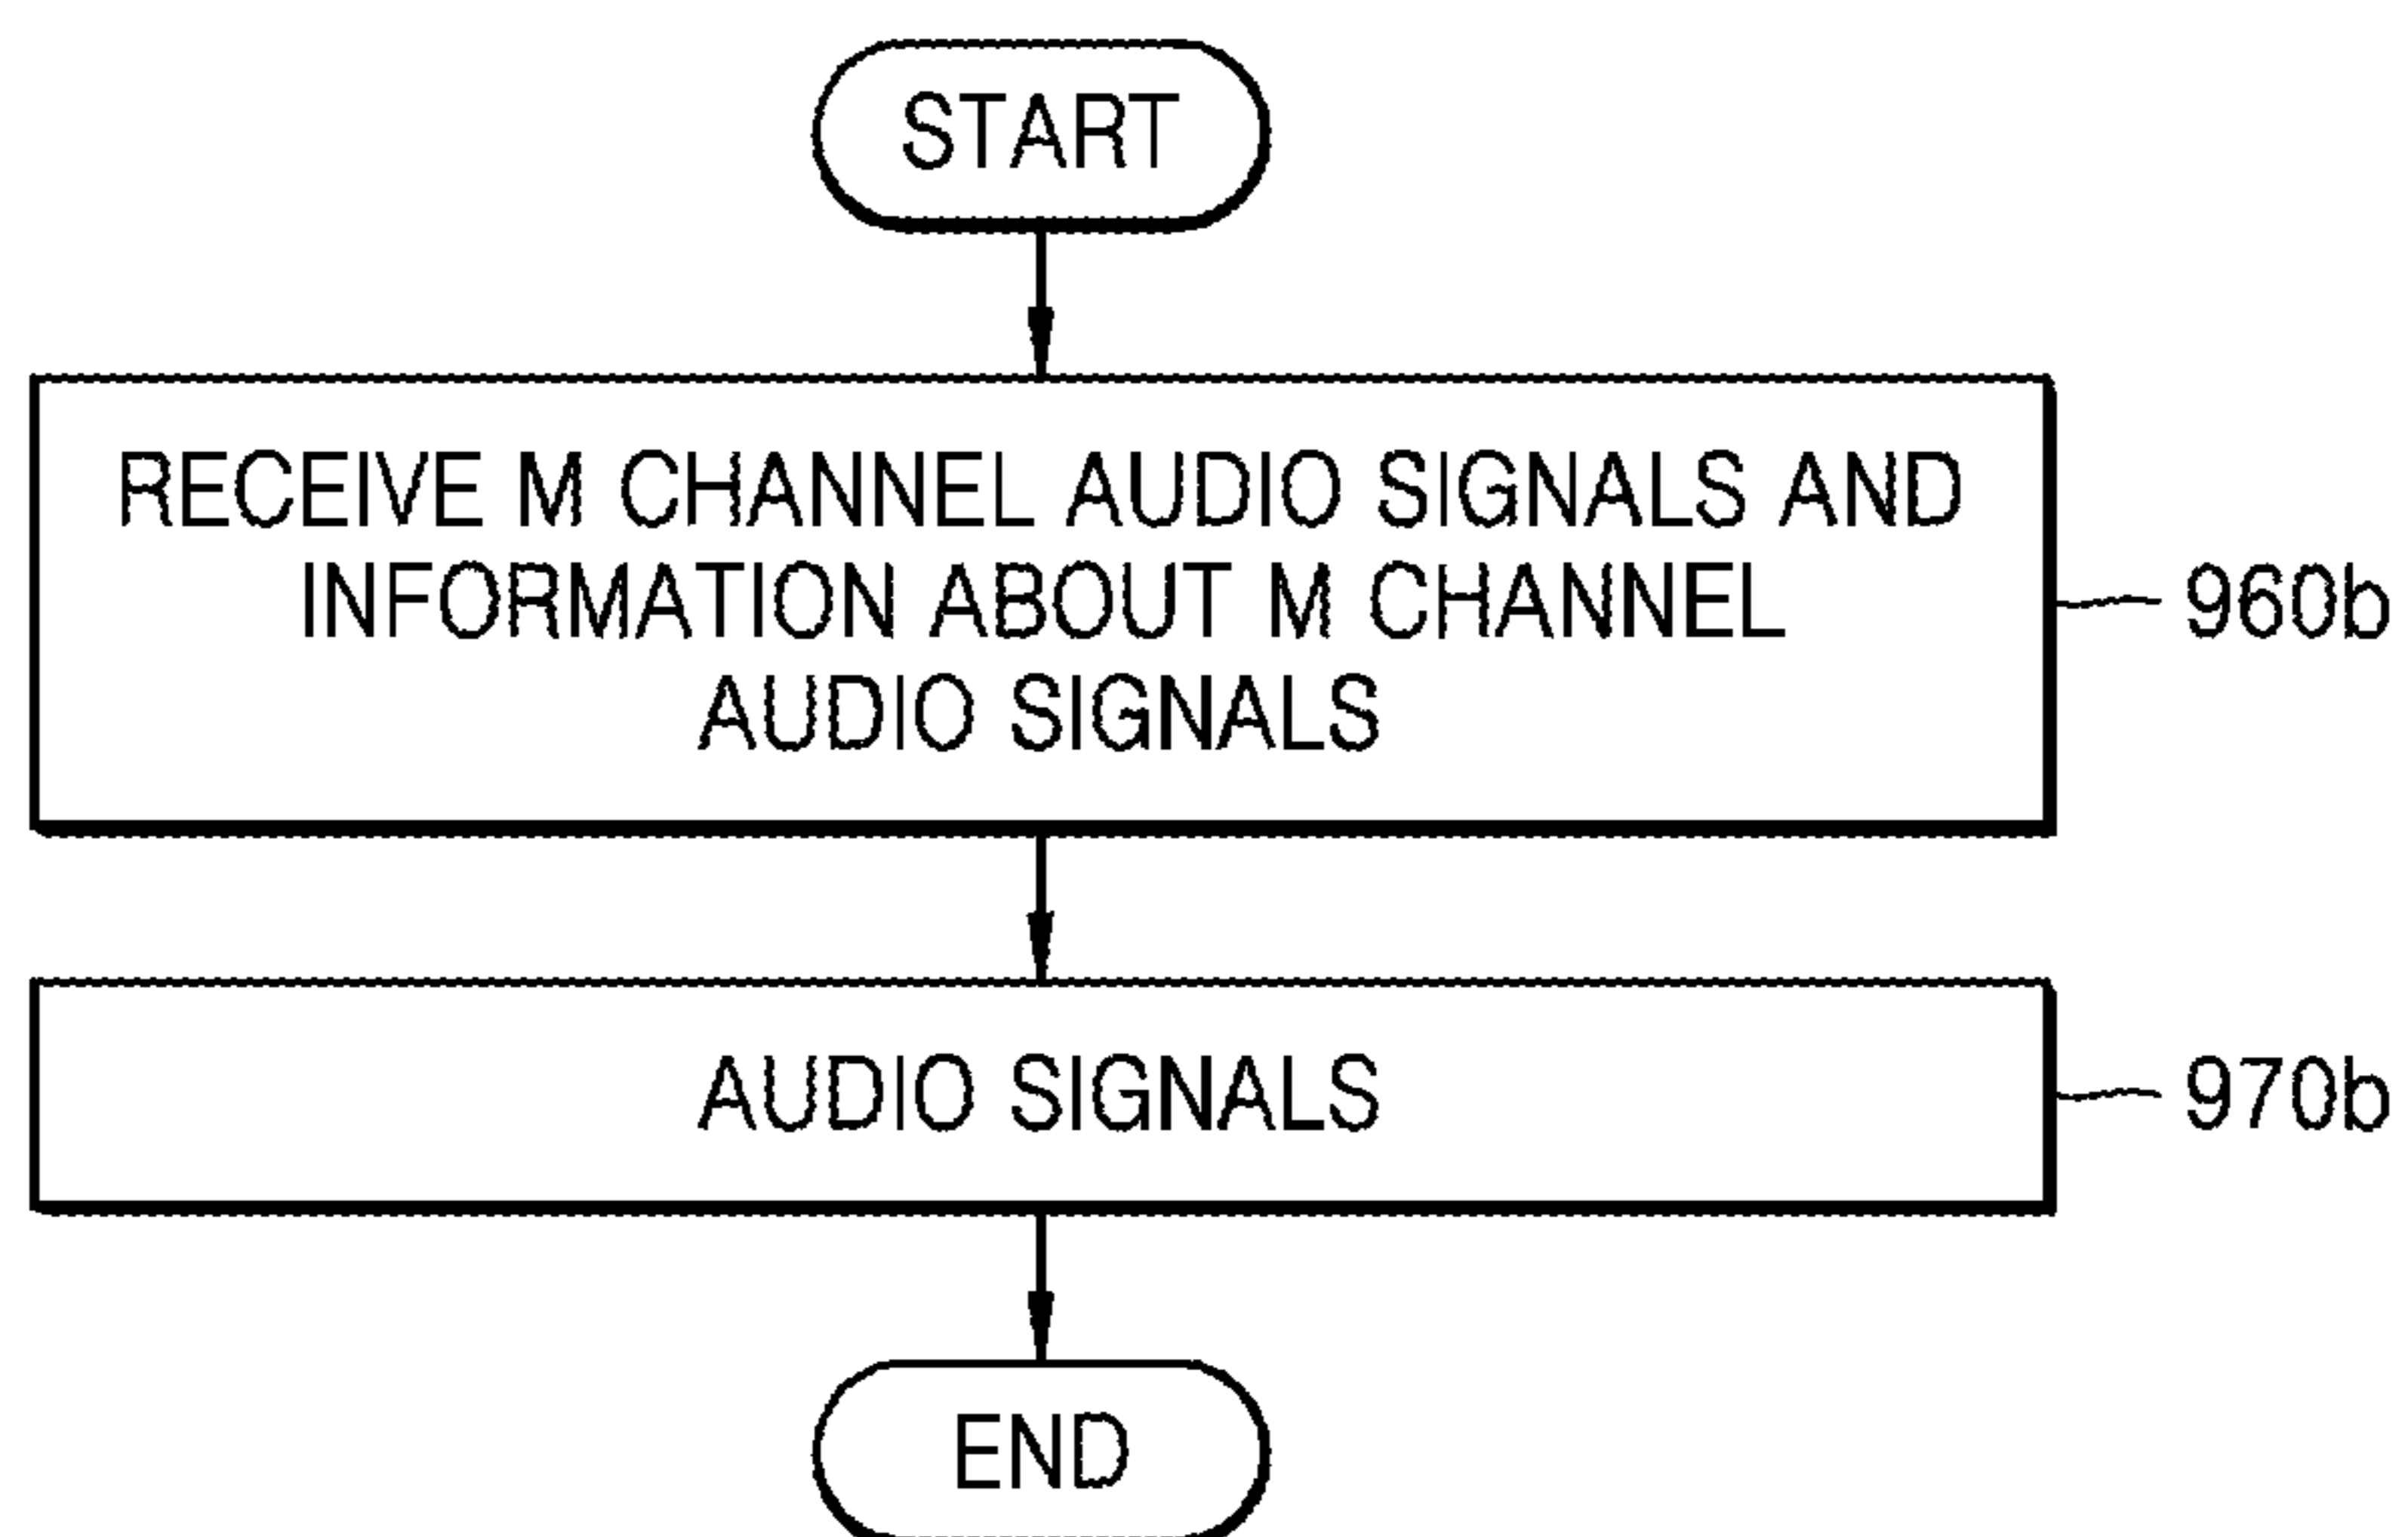 START
RECEIVE M CHANNEL AUDIO SIGNALS AND
INFORMATION ABOUT M CHANNEL
AUDIO SIGNALS
960b
AUDIO SIGNALS
970b
END